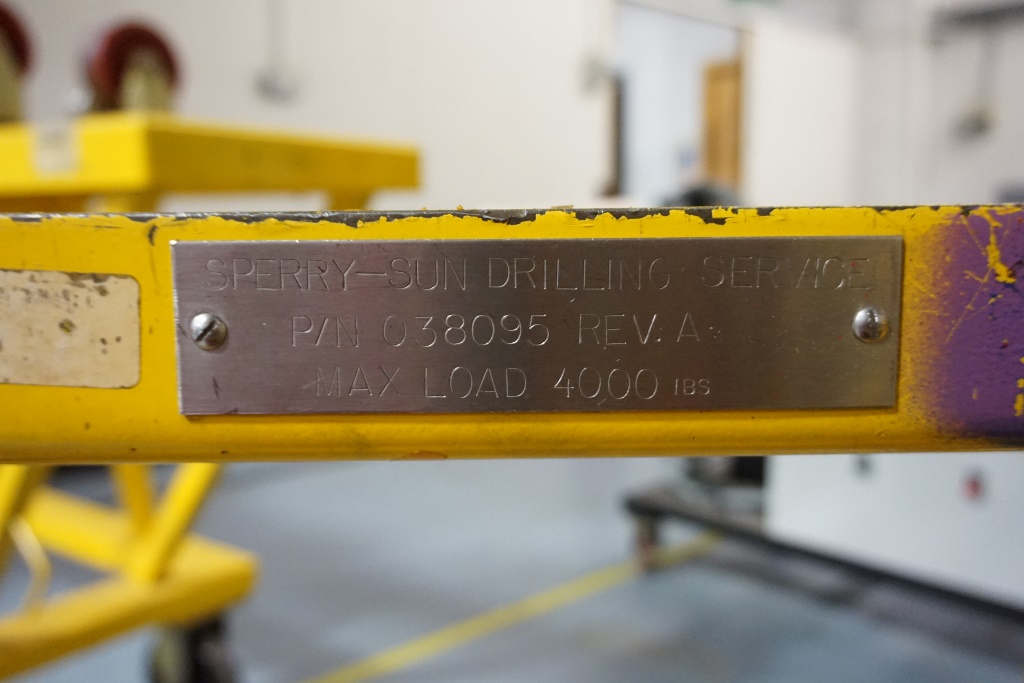 SPERRY-SUN DRILLING SERVICE
P/N 038095 REV. A
MAX LOAD 4000 LBS